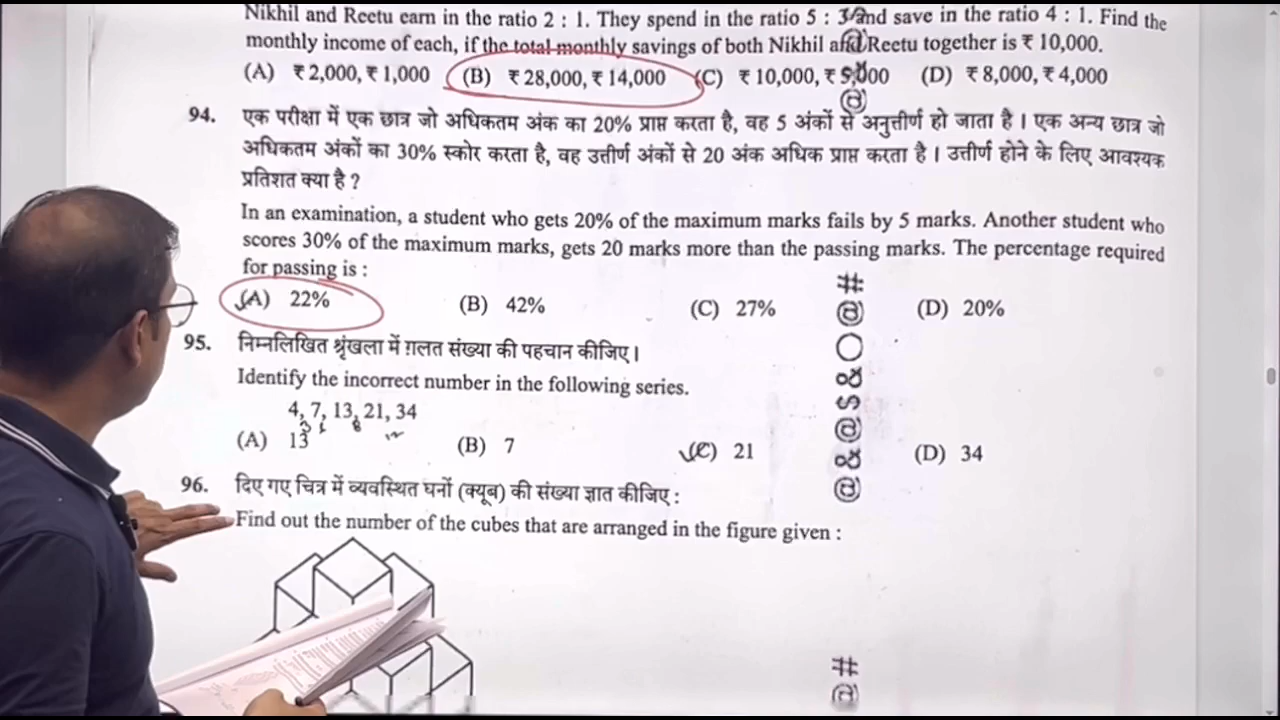 Nikhil and Reetu earn in the ratio 2 : 1. They spend in the ratio 5 : 3 and save in the ratio 4 : 1. Find the
monthly income of each, if the total monthly savings of both Nikhil and Reetu together is ₹ 10,000.
(A) ₹ 2,000, ₹ 1,000 (B) ₹ 28,000, ₹ 14,000 (C) ₹ 10,000, ₹ 5,000 (D) ₹ 8,000, ₹ 4,000
94. एक परीक्षा में एक छात्र जो अधिकतम अंक का 20% प्राप्त करता है, वह 5 अंकों से अनुत्तीर्ण हो जाता है । एक अन्य छात्र जो
अधिकतम अंकों का 30% स्कोर करता है, वह उत्तीर्ण अंकों से 20 अंक अधिक प्राप्त करता है । उत्तीर्ण होने के लिए आवश्यक
प्रतिशत क्या है ?
In an examination, a student who gets 20% of the maximum marks fails by 5 marks. Another student who
scores 30% of the maximum marks, gets 20 marks more than the passing marks. The percentage required
for passing is :
(A) 22% (B) 42% (C) 27% (D) 20%
95. निम्नलिखित श्रृंखला में ग़लत संख्या की पहचान कीजिए ।
Identify the incorrect number in the following series.
4, 7, 13, 21, 34
3 6 8 12
(A) 13 (B) 7 (C) 21 (D) 34
96. दिए गए चित्र में व्यवस्थित घनों (क्यूब) की संख्या ज्ञात कीजिए :
Find out the number of the cubes that are arranged in the figure given :
# @
@ & @ $ & O @ #